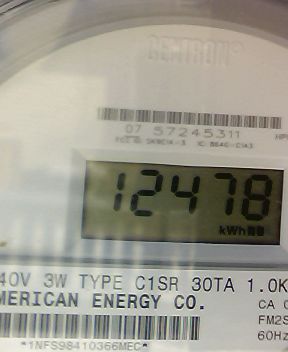 CENTRON®
07 57245311
12478
kWh
40V 3W TYPE C1SR 30TA 1.0K
MERICAN ENERGY CO.
CA 0
FM2S
60Hz
*1NFS98410366MEC*